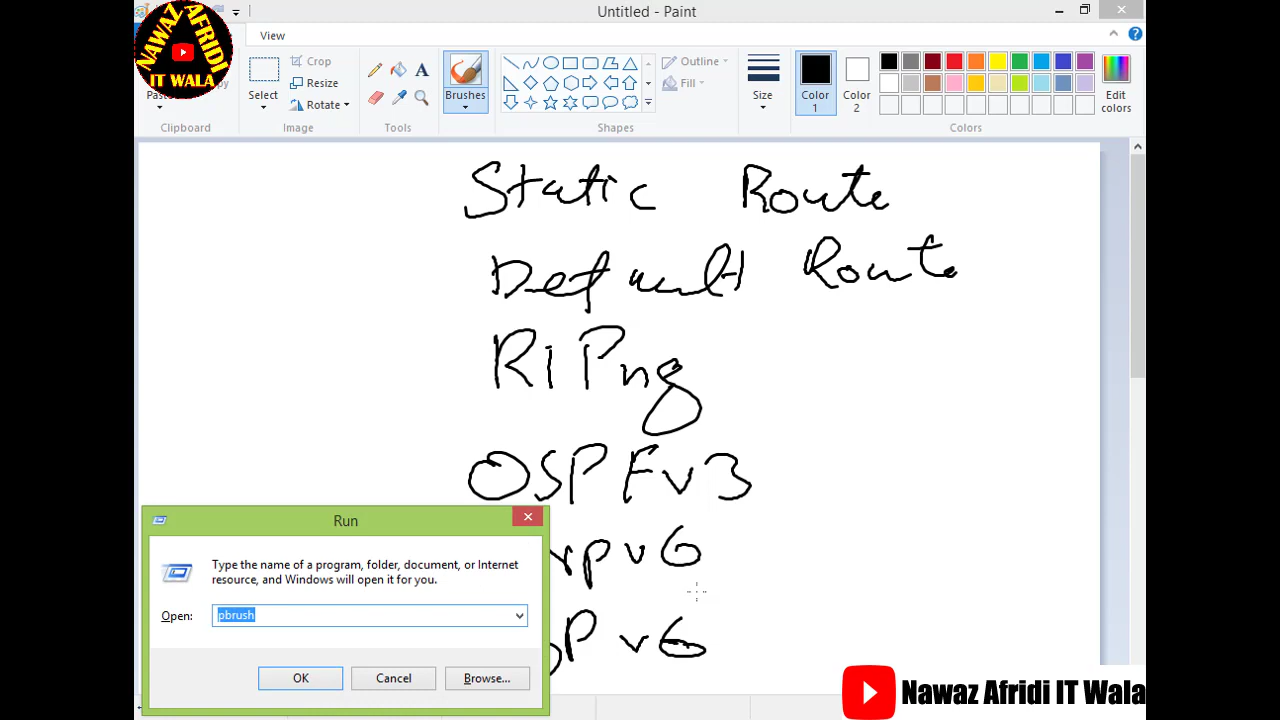 Untitled - Paint
NAWAZ AFRIDI
IT WALA
View
Paste
Clipboard
Select
Crop
Resize
Rotate
Image
Tools
Brushes
Shapes
Outline
Fill
Size
Color 1
Color 2
Edit colors
Colors
Static Route
Default Route
RIPng
OSPFv3
rpv6
Pv6
Run
Type the name of a program, folder, document, or Internet
resource, and Windows will open it for you.
Open: pbrush
OK Cancel Browse...
Nawaz Afridi IT Wala